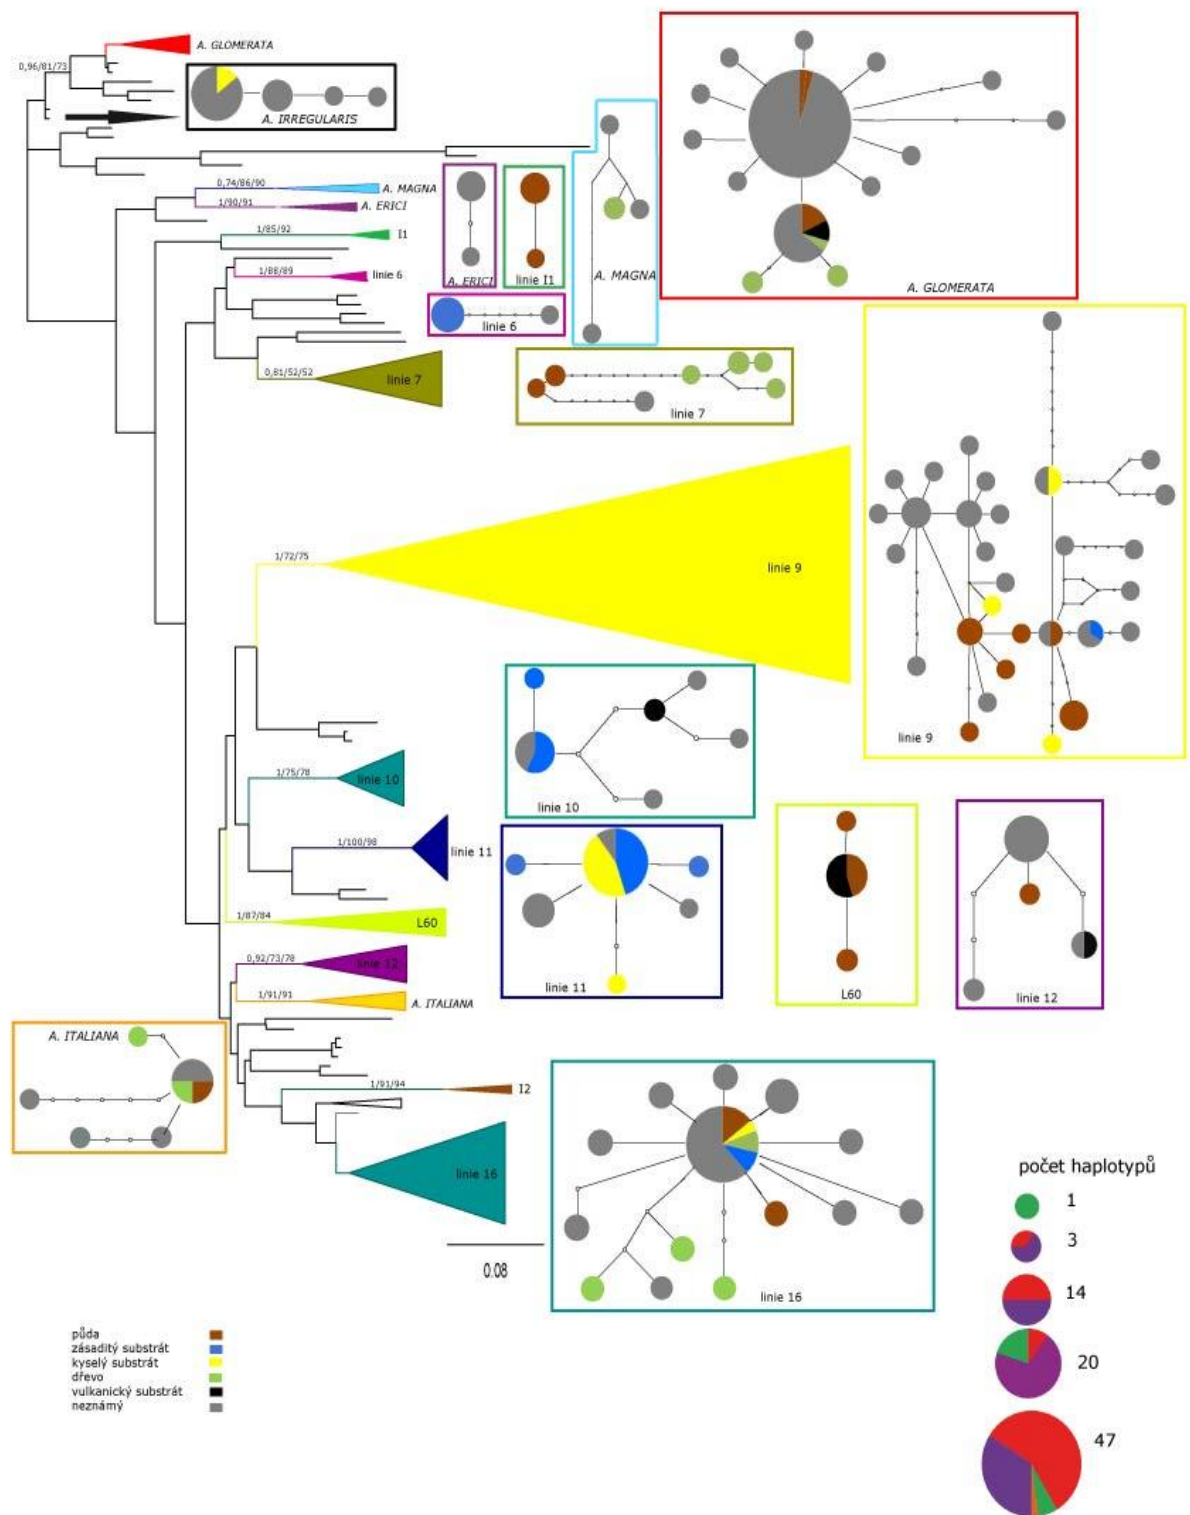 A. GLOMERATA
0,96/81/73
A. IRREGULARIS
0,74/86/90
A. MAGNA
1/90/91
A. ERICI
1/85/92
I1
1/88/89
linie 6
A. ERICI
linie I1
A. MAGNA
A. GLOMERATA
linie 6
0,81/52/52
linie 7
linie 7
1/72/75
linie 9
linie 9
1/75/78
linie 10
linie 10
1/100/98
linie 11
linie 11
1/87/84
L60
L60
0,92/73/78
linie 12
linie 12
1/91/91
A. ITALIANA
A. ITALIANA
1/91/94
I2
linie 16
linie 16
0.08
počet haplotypů
1
3
14
20
47
půda
zásaditý substrát
kyselý substrát
dřevo
vulkanický substrát
neznámý